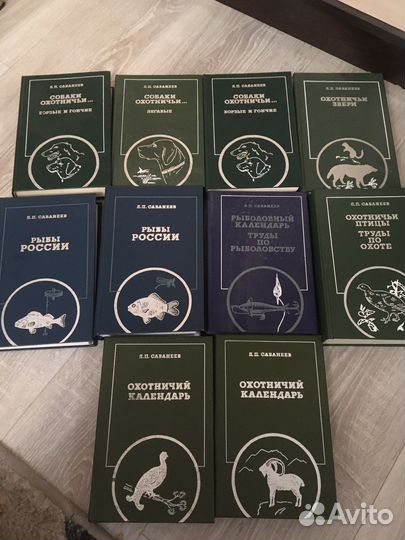 Л.П. САБАНЕЕВ
СОБАКИ
ОХОТНИЧЬИ...
БОРЗЫЕ И ГОНЧИЕ
Л.П. САБАНЕЕВ
СОБАКИ
ОХОТНИЧЬИ...
ЛЕГАВЫЕ
Л.П. САБАНЕЕВ
СОБАКИ
ОХОТНИЧЬИ...
БОРЗЫЕ И ГОНЧИЕ
Л.П. САБАНЕЕВ
ОХОТНИЧЬИ
ЗВЕРИ
Л.П. САБАНЕЕВ
РЫБЫ
РОССИИ
Л.П. САБАНЕЕВ
РЫБЫ
РОССИИ
Л.П. САБАНЕЕВ
РЫБОЛОВНЫЙ
КАЛЕНДАРЬ
ТРУДЫ
ПО
РЫБОЛОВСТВУ
Л.П. САБАНЕЕВ
ОХОТНИЧЬИ
ПТИЦЫ
ТРУДЫ
ПО
ОХОТЕ
Л.П. САБАНЕЕВ
ОХОТНИЧИЙ
КАЛЕНДАРЬ
Л.П. САБАНЕЕВ
ОХОТНИЧИЙ
КАЛЕНДАРЬ
Avito